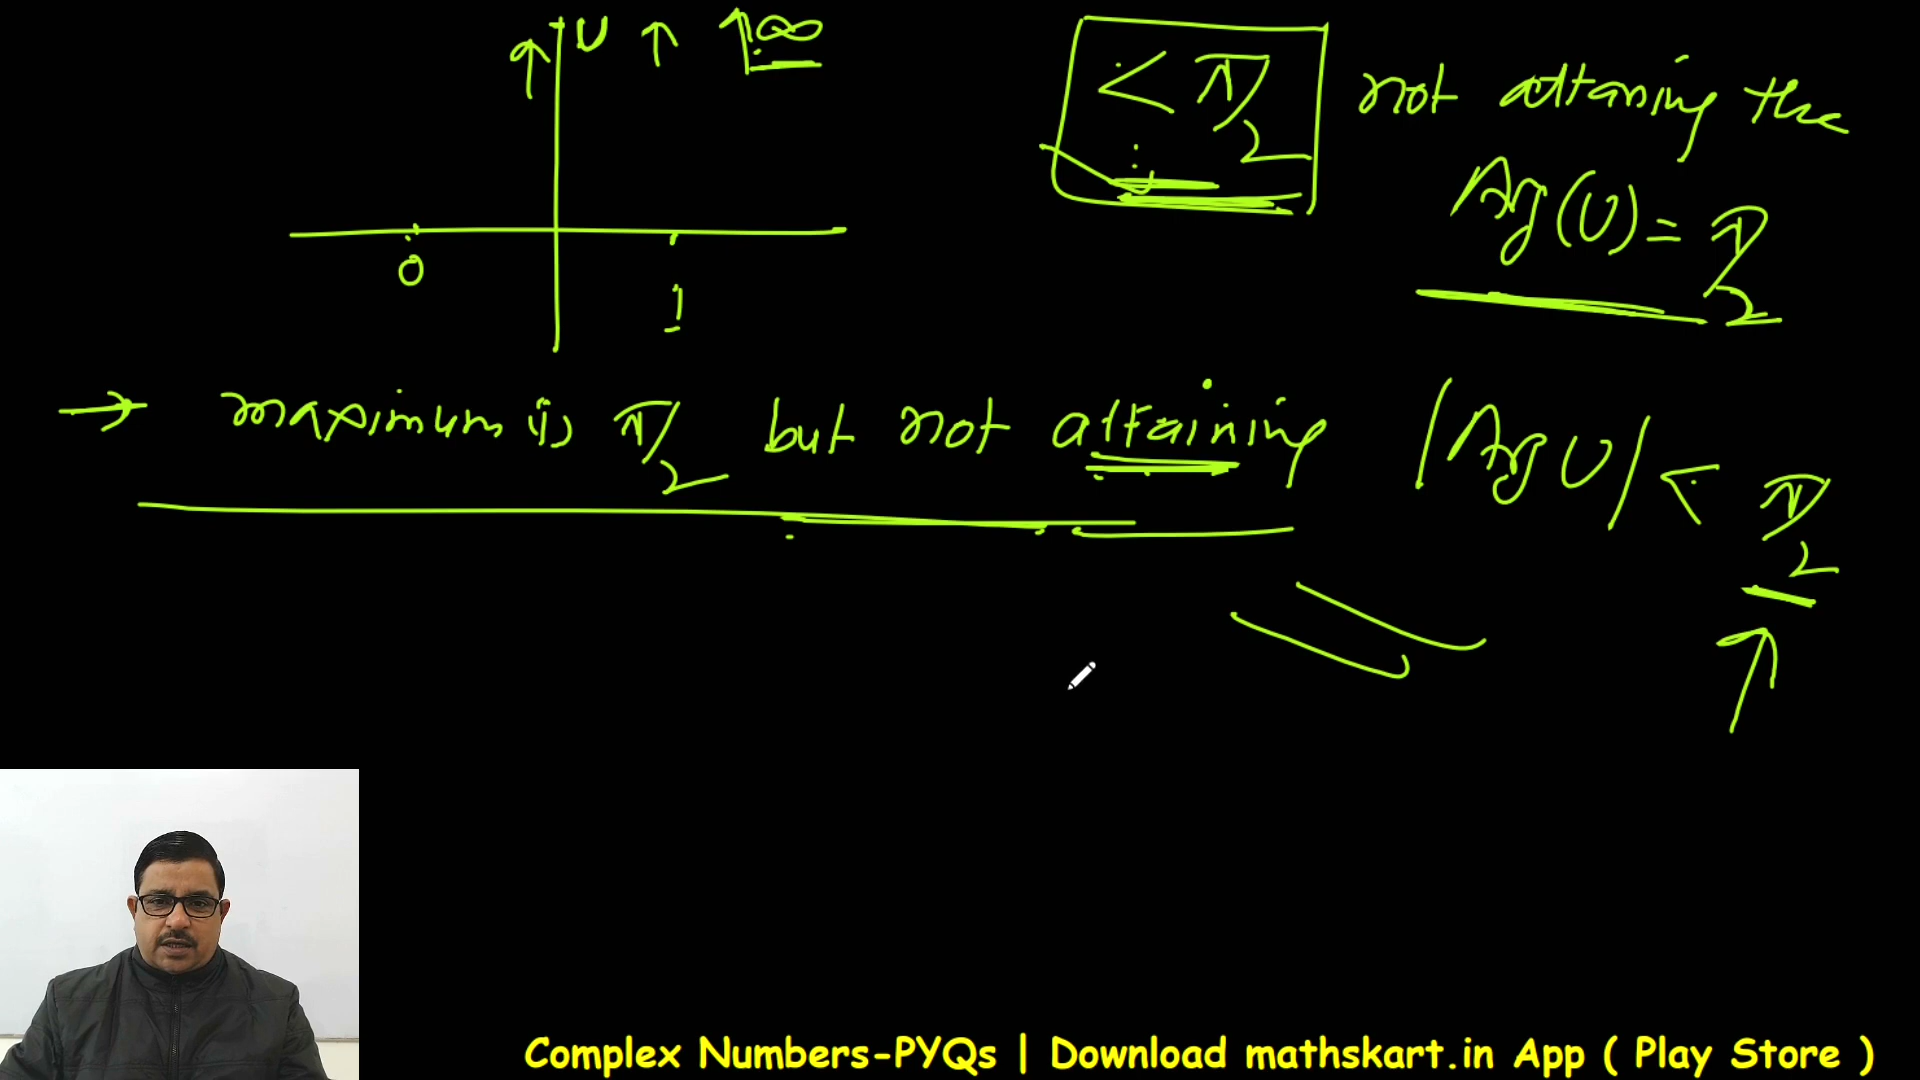 U ↑ ↑∞
< π/2 not attaning the
Arg(U) = π/2
0
1
→ maximum is π/2 but not attaining |Arg U| < π/2
Complex Numbers-PYQs | Download mathskart.in App ( Play Store )